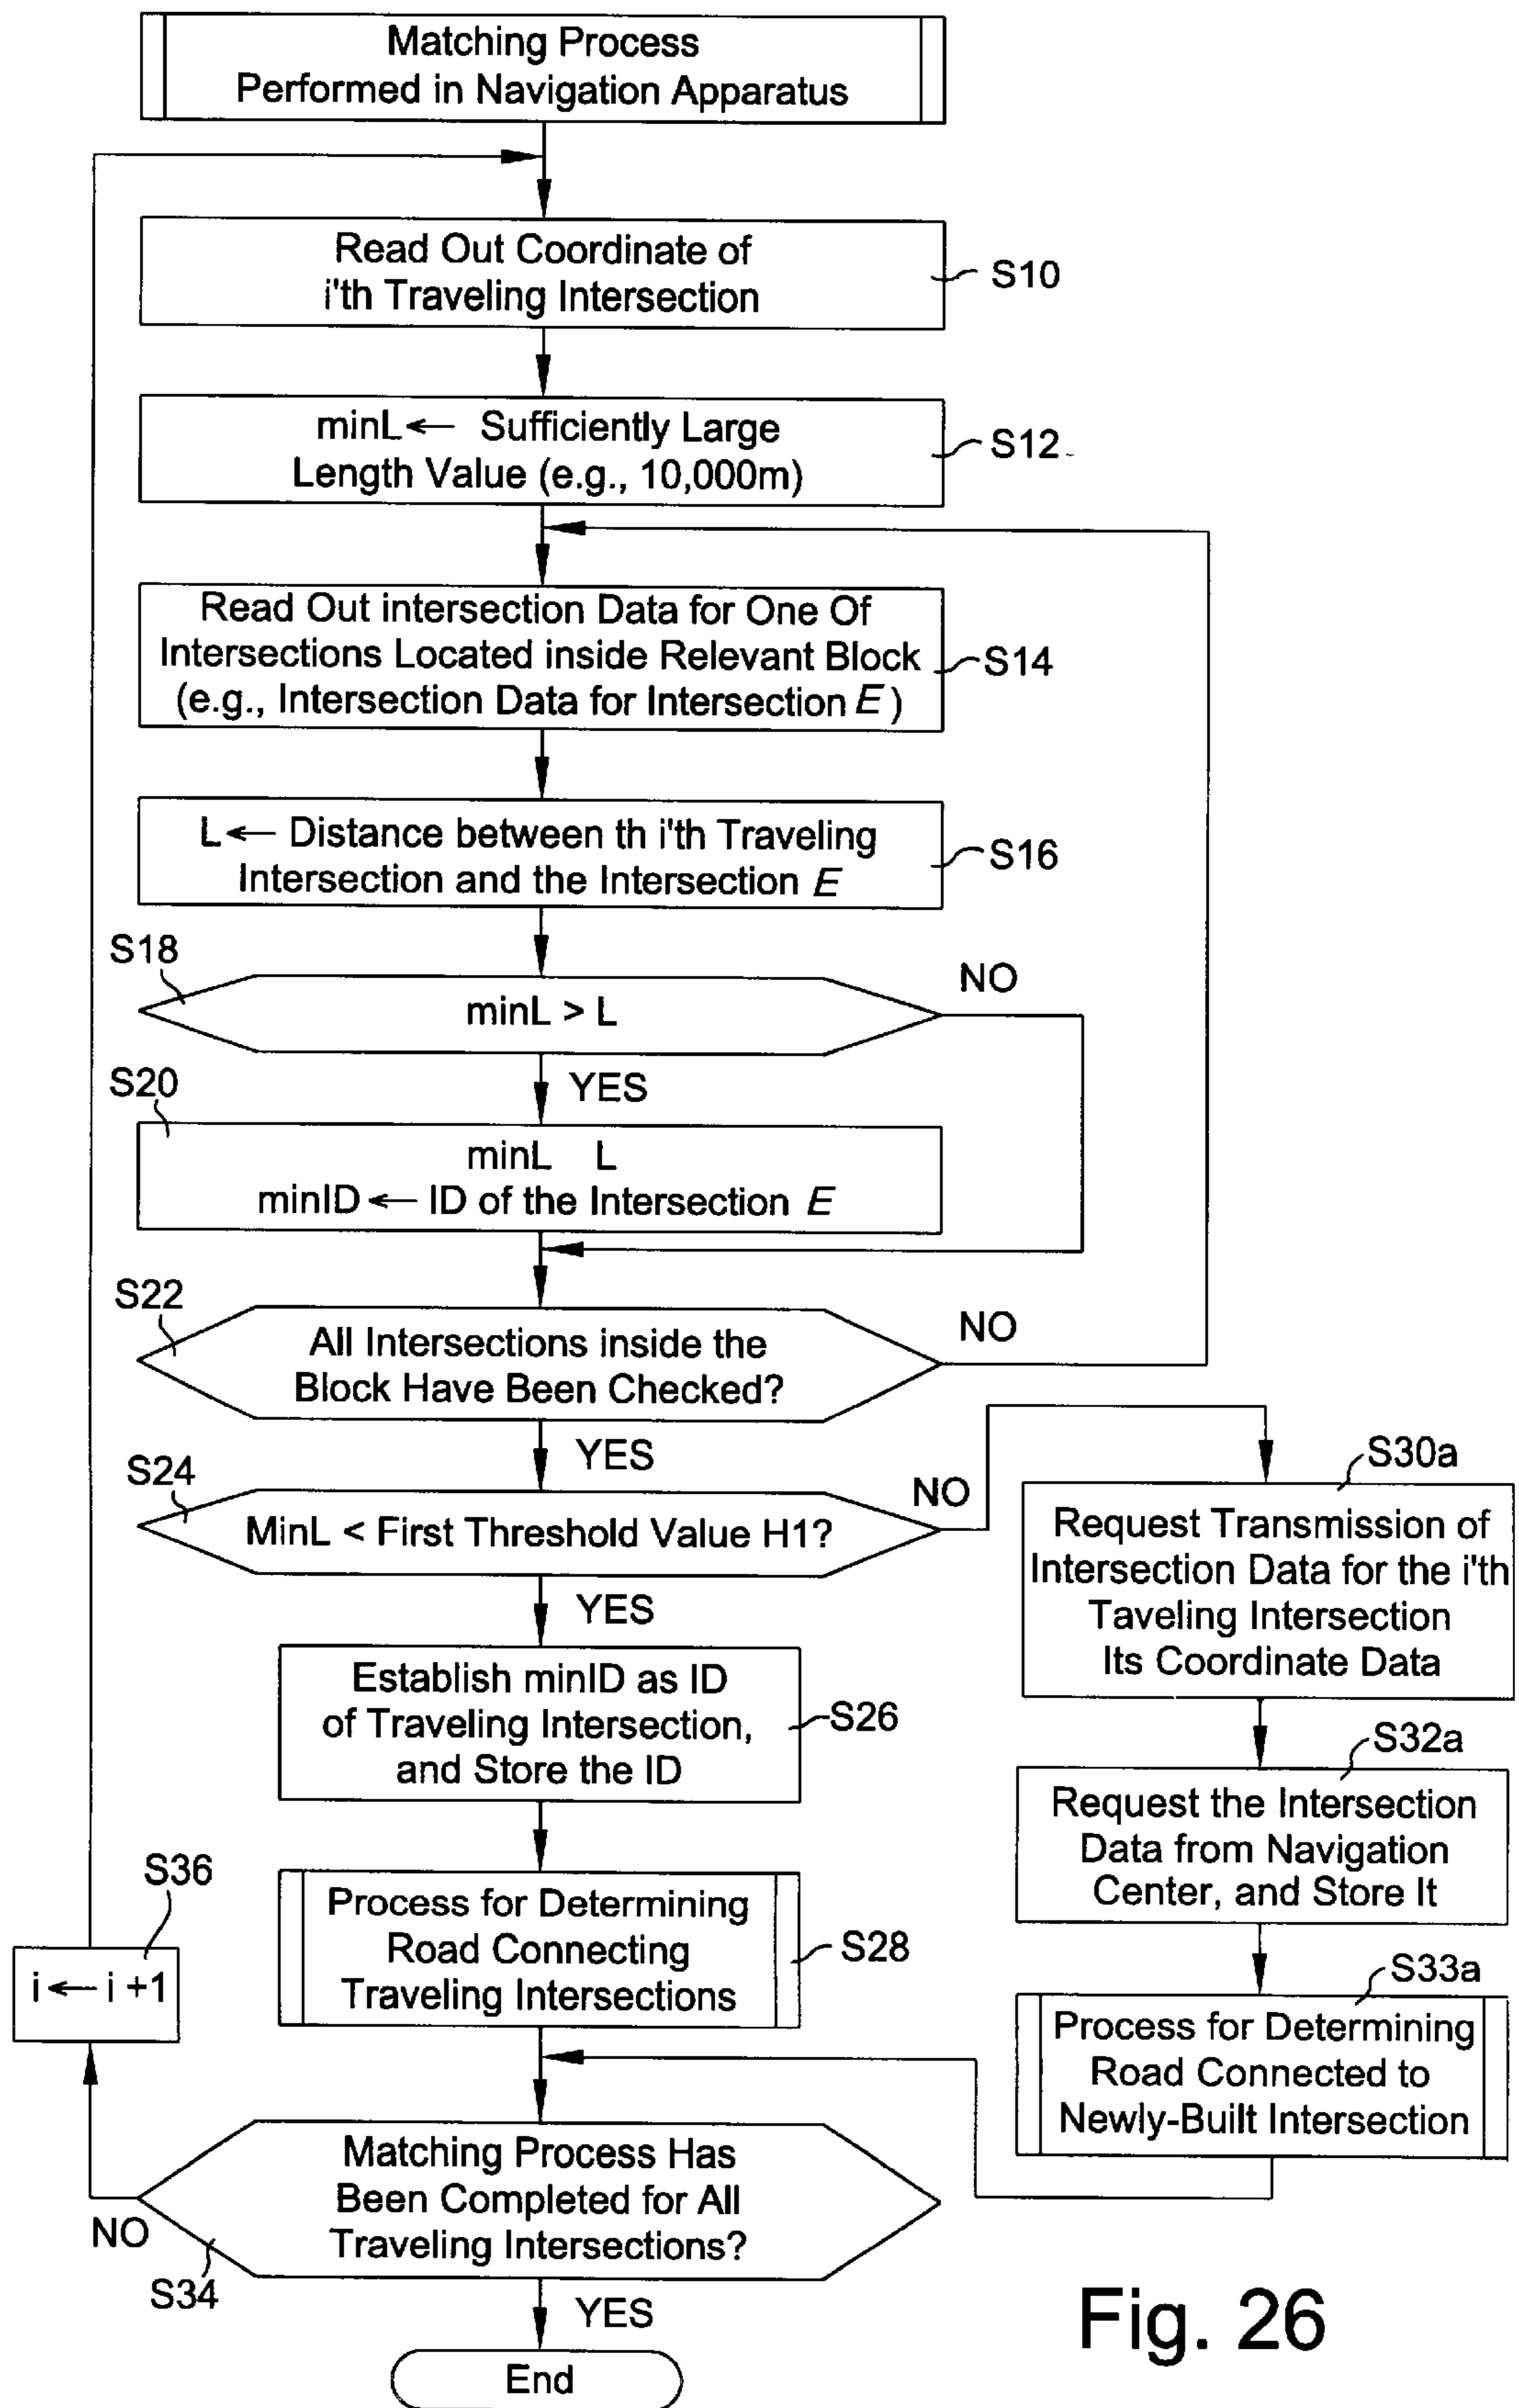 Matching Process
Performed in Navigation Apparatus
Read Out Coordinate of
i'th Traveling Intersection
S10
minL← Sufficiently Large
Length Value (e.g., 10,000m)
S12
Read Out intersection Data for One Of
Intersections Located inside Relevant Block
(e.g., Intersection Data for Intersection E)
S14
L← Distance between th i'th Traveling
Intersection and the Intersection E
S16
S18
minL > L
NO
YES
S20
minL L
minID← ID of the Intersection E
S22
All Intersections inside the
Block Have Been Checked?
NO
YES
S24
MinL < First Threshold Value H1?
NO
YES
S30a
Request Transmission of
Intersection Data for the i'th
Taveling Intersection
Its Coordinate Data
Establish minID as ID
of Traveling Intersection,
and Store the ID
S26
S32a
Request the Intersection
Data from Navigation
Center, and Store It
Process for Determining
Road Connecting
Traveling Intersections
S28
S33a
Process for Determining
Road Connected to
Newly-Built Intersection
S36
i← i +1
Matching Process Has
Been Completed for All
Traveling Intersections?
NO
S34
YES
End
Fig. 26